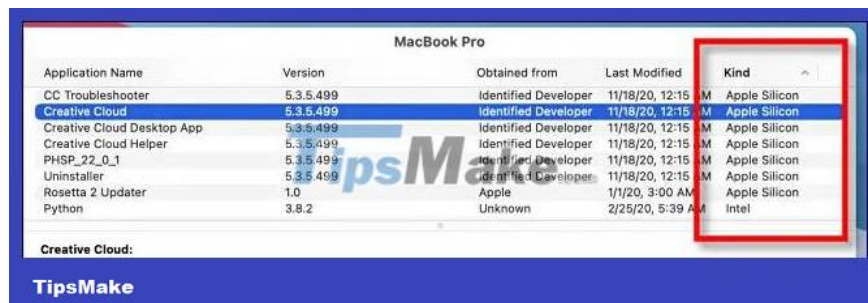 MacBook Pro
Application Name Version Obtained from Last Modified Kind
CC Troubleshooter 5.3.5.499 Identified Developer 11/18/20, 12:15 AM Apple Silicon
Creative Cloud 5.3.5.499 Identified Developer 11/18/20, 12:15 AM Apple Silicon
Creative Cloud Desktop App 5.3.5.499 Identified Developer 11/18/20, 12:15 AM Apple Silicon
Creative Cloud Helper 5.3.5.499 Identified Developer 11/18/20, 12:15 AM Apple Silicon
PHSP_22_0_1 5.3.5.499 Identified Developer 11/18/20, 12:15 AM Apple Silicon
Uninstaller 5.3.5.499 Identified Developer 11/18/20, 12:15 AM Apple Silicon
Rosetta 2 Updater 1.0 Apple 1/1/20, 3:00 AM Apple Silicon
Python 3.8.2 Unknown 2/25/20, 5:39 AM Intel
TipsMake
Creative Cloud:
TipsMake